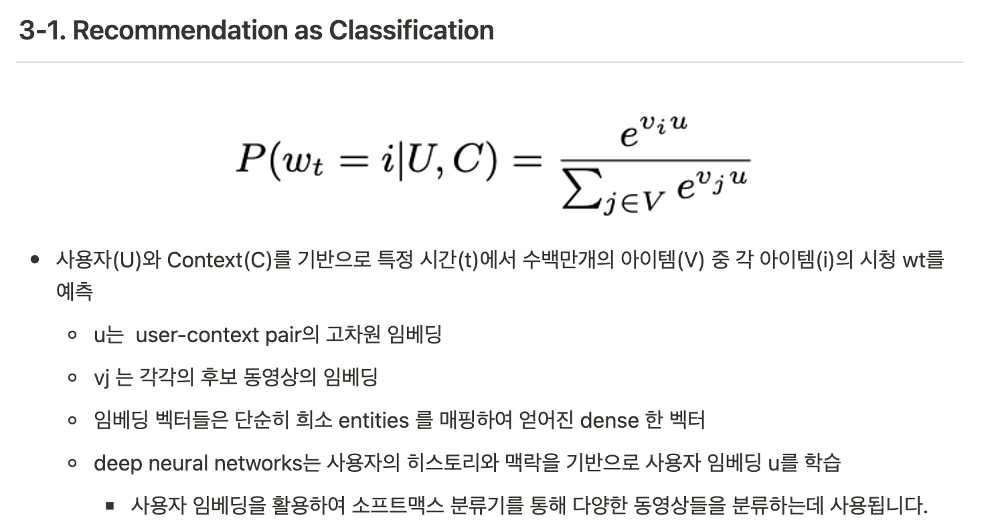 3-1. Recommendation as Classification
P(w_t = i|U, C) = \frac{e^{v_i u}}{\sum_{j \in V} e^{v_j u}}
• 사용자(U)와 Context(C)를 기반으로 특정 시간(t)에서 수백만개의 아이템(V) 중 각 아이템(i)의 시청 wt를
예측
◦ u는 user-context pair의 고차원 임베딩
◦ vj 는 각각의 후보 동영상의 임베딩
◦ 임베딩 벡터들은 단순히 희소 entities 를 매핑하여 얻어진 dense 한 벡터
◦ deep neural networks는 사용자의 히스토리와 맥락을 기반으로 사용자 임베딩 u를 학습
▪ 사용자 임베딩을 활용하여 소프트맥스 분류기를 통해 다양한 동영상들을 분류하는데 사용됩니다.